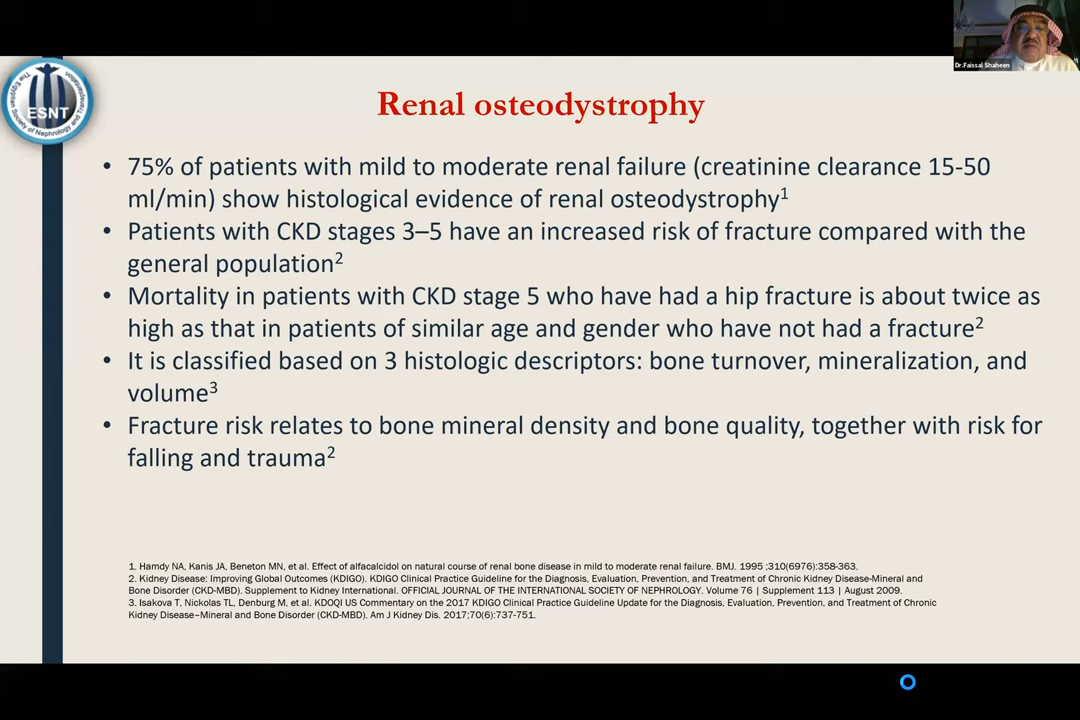 Dr.Faissal Shaheen
The Egyptian Society of Nephrology and Transplantation
ESNT
Renal osteodystrophy
• 75% of patients with mild to moderate renal failure (creatinine clearance 15-50
ml/min) show histological evidence of renal osteodystrophy1
• Patients with CKD stages 3–5 have an increased risk of fracture compared with the
general population2
• Mortality in patients with CKD stage 5 who have had a hip fracture is about twice as
high as that in patients of similar age and gender who have not had a fracture2
• It is classified based on 3 histologic descriptors: bone turnover, mineralization, and
volume3
• Fracture risk relates to bone mineral density and bone quality, together with risk for
falling and trauma2
1. Hamdy NA, Kanis JA, Beneton MN, et al. Effect of alfacalcidol on natural course of renal bone disease in mild to moderate renal failure. BMJ. 1995 ;310(6976):358-363.
2. Kidney Disease: Improving Global Outcomes (KDIGO). KDIGO Clinical Practice Guideline for the Diagnosis, Evaluation, Prevention, and Treatment of Chronic Kidney Disease-Mineral and
Bone Disorder (CKD-MBD). Supplement to Kidney International. OFFICIAL JOURNAL OF THE INTERNATIONAL SOCIETY OF NEPHROLOGY. Volume 76 | Supplement 113 | August 2009.
3. Isakova T, Nickolas TL, Denburg M, et al. KDOQI US Commentary on the 2017 KDIGO Clinical Practice Guideline Update for the Diagnosis, Evaluation, Prevention, and Treatment of Chronic
Kidney Disease–Mineral and Bone Disorder (CKD-MBD). Am J Kidney Dis. 2017;70(6):737-751.